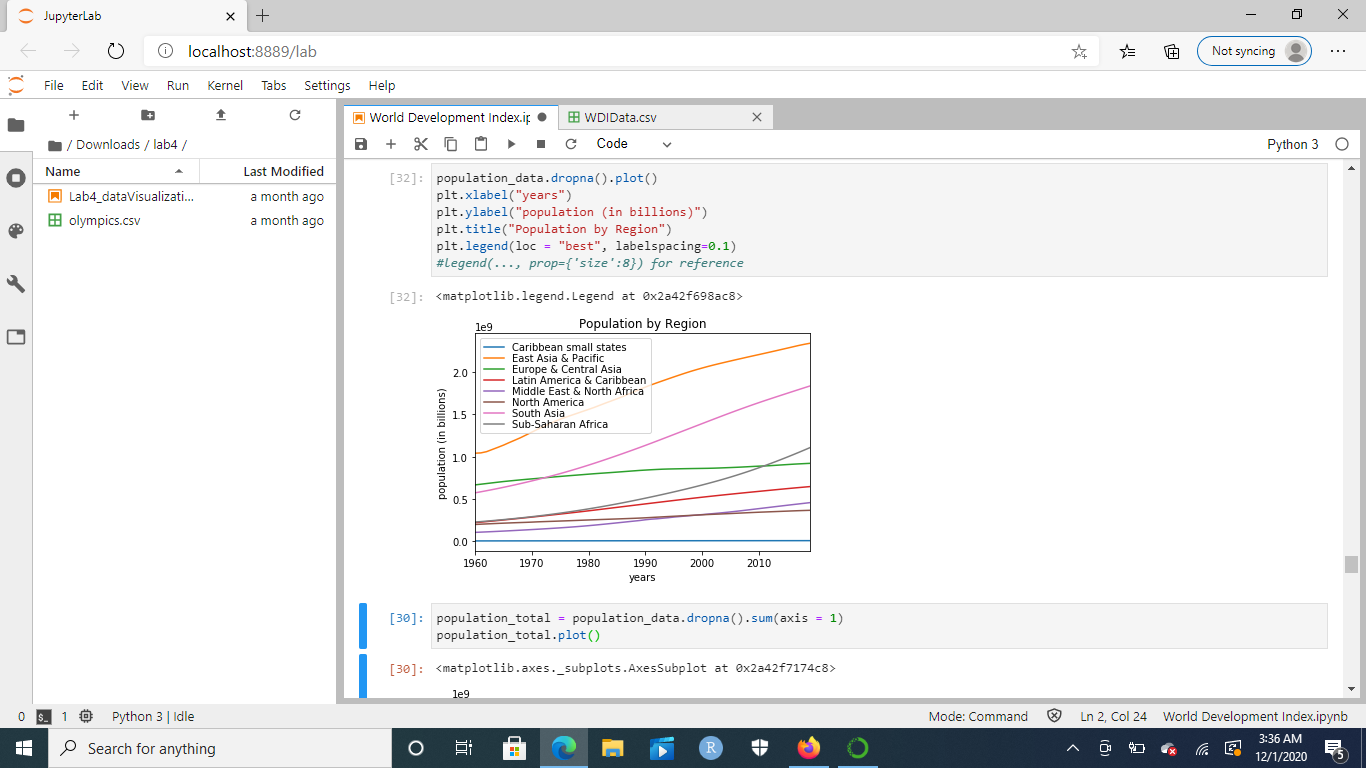 JupyterLab
localhost:8889/lab
Not syncing
File Edit View Run Kernel Tabs Settings Help
World Development Index.ip
WDIData.csv
/ Downloads / lab4 /
Code
Python 3
Name Last Modified
Lab4_dataVisualizati... a month ago
olympics.csv a month ago
[32]: population_data.dropna().plot()
plt.xlabel("years")
plt.ylabel("population (in billions)")
plt.title("Population by Region")
plt.legend(loc = "best", labelspacing=0.1)
#legend(..., prop={'size':8}) for reference
[32]: <matplotlib.legend.Legend at 0x2a42f698ac8>
1e9 Population by Region
Caribbean small states
East Asia & Pacific
Europe & Central Asia
Latin America & Caribbean
Middle East & North Africa
North America
South Asia
Sub-Saharan Africa
population (in billions)
2.0
1.5
1.0
0.5
0.0
1960 1970 1980 1990 2000 2010
years
[30]: population_total = population_data.dropna().sum(axis = 1)
population_total.plot()
[30]: <matplotlib.axes._subplots.AxesSubplot at 0x2a42f7174c8>
1e9
0 $_ 1 Python 3 | Idle Mode: Command Ln 2, Col 24 World Development Index.ipynb
Search for anything
R
3:36 AM
12/1/2020
5